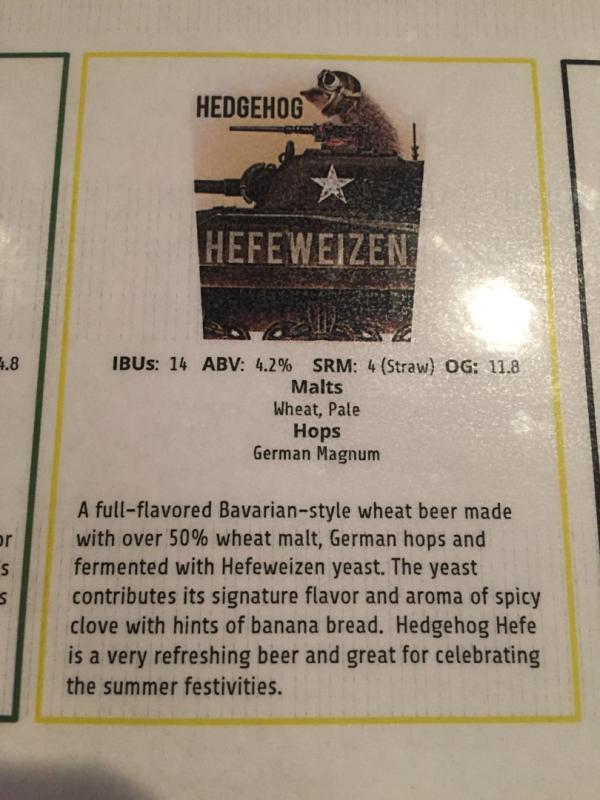 HEDGEHOG
HEFEWEIZEN
4.8
IBUs: 14 ABV: 4.2% SRM: 4 (Straw) OG: 11.8
Malts
Wheat, Pale
Hops
German Magnum
A full-flavored Bavarian-style wheat beer made
with over 50% wheat malt, German hops and
fermented with Hefeweizen yeast. The yeast
contributes its signature flavor and aroma of spicy
clove with hints of banana bread. Hedgehog Hefe
is a very refreshing beer and great for celebrating
the summer festivities.